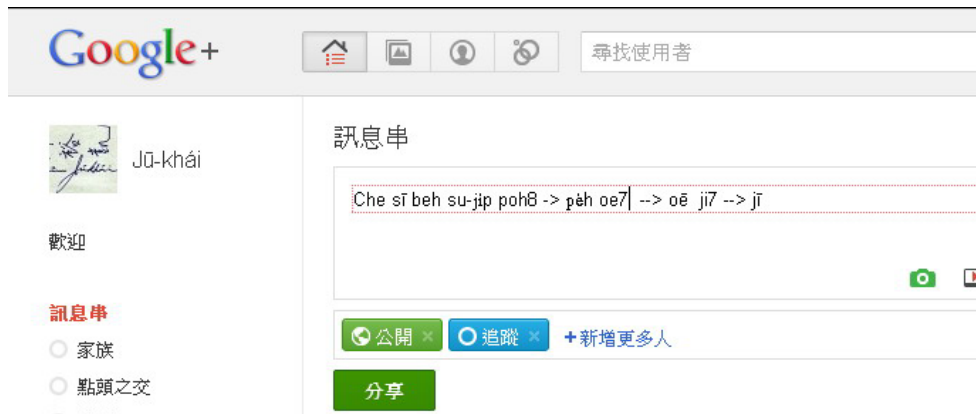 Google+
尋找使用者
Jū-khái
訊息串
Che sī beh su-ji̍p poh8 -> pe̍h oe7 --> oē ji7 --> jī
歡迎
訊息串
公開 × 追蹤 × +新增更多人
家族
點頭之交
分享